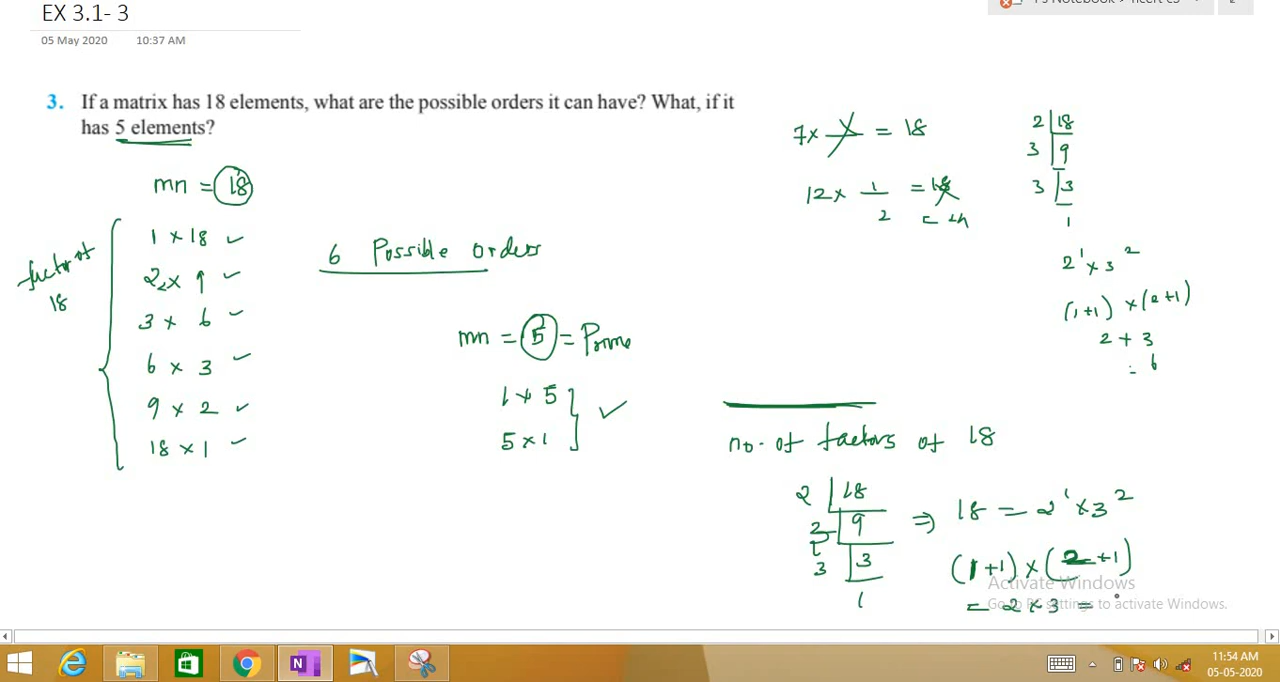 EX 3.1- 3
05 May 2020 10:37 AM
3. If a matrix has 18 elements, what are the possible orders it can have? What, if it
has 5 elements?
mn = 18
factor of
18
1 × 18
2 × 9
3 × 6
6 × 3
9 × 2
18 × 1
6 Possible orders
mn = 5 = Prime
1 × 5
5 × 1
7× = 18
12× 1 = 18
2
2 18
3 9
3 3
1
2¹ × 3²
(1+1) × (2+1)
2 + 3
= 6
no. of factors of 18
2 18
3 9
3 3
1
⇒ 18 = 2¹ × 3²
(1+1) × (2+1)
= 2 × 3 =
Activate Windows
Go to PC settings to activate Windows.
11:54 AM
05-05-2020